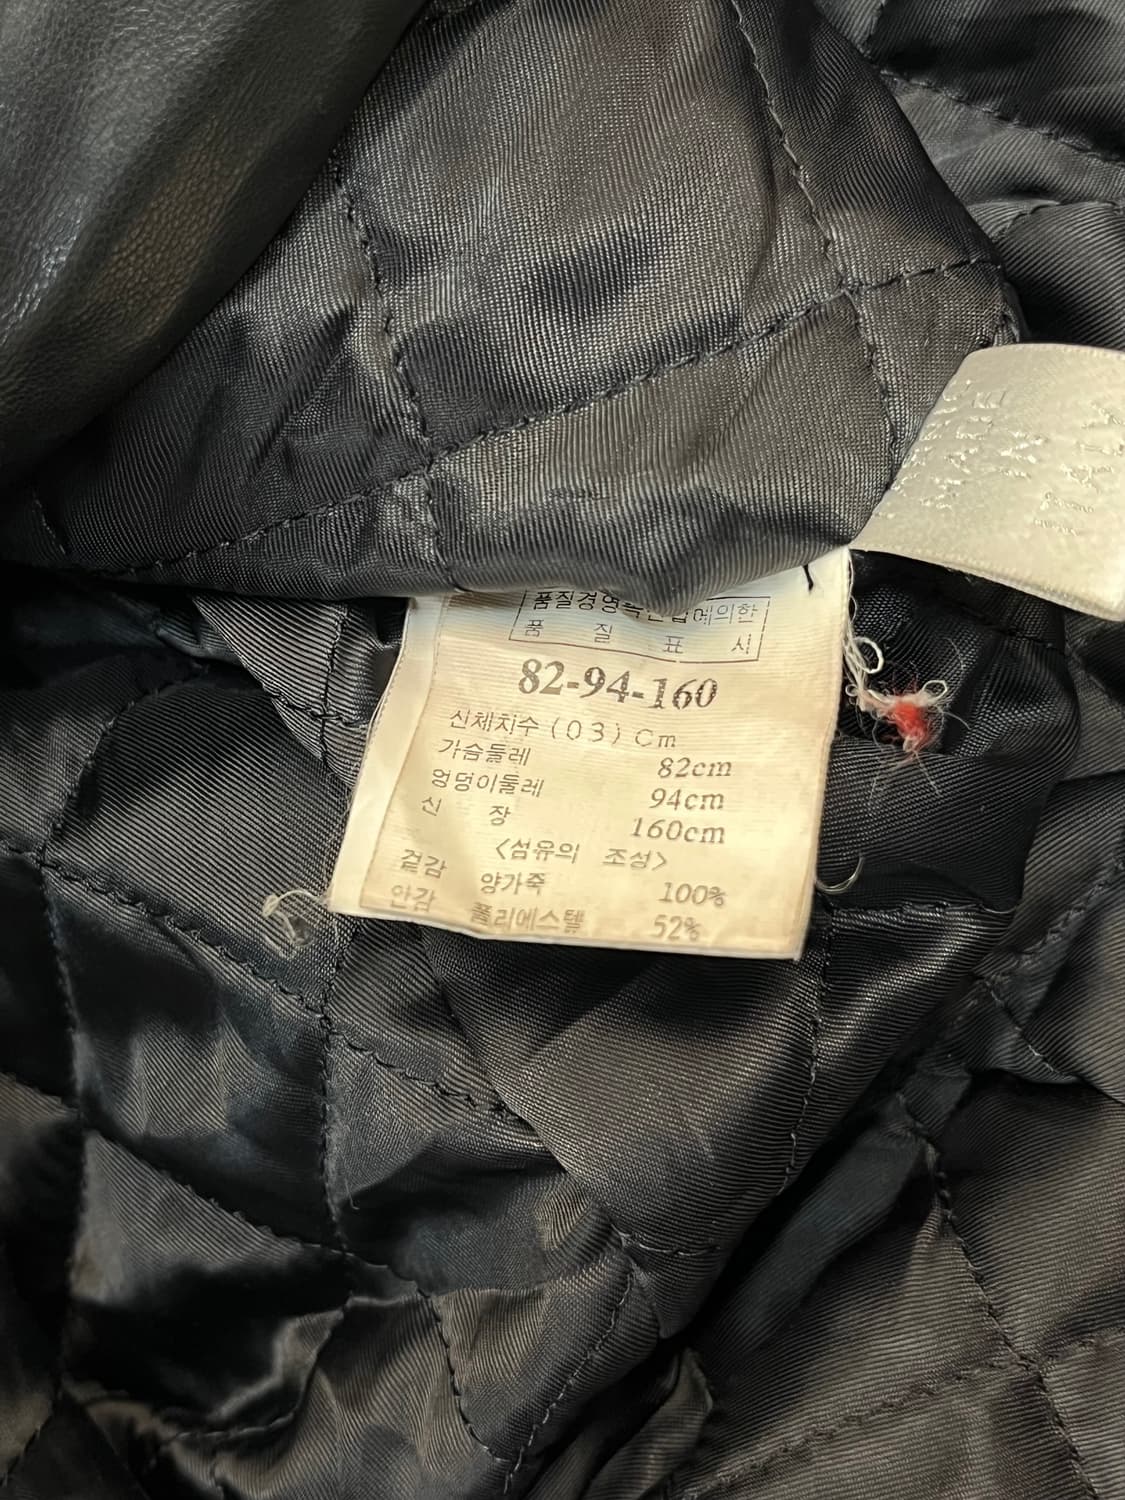 품질경영촉진법에의한
품 질 표 시
82-94-160
신체치수(03)Cm
가슴둘레 82cm
엉덩이둘레 94cm
신 장 160cm
<섬유의 조성>
겉감 양가죽 100%
안감 폴리에스텔 52%